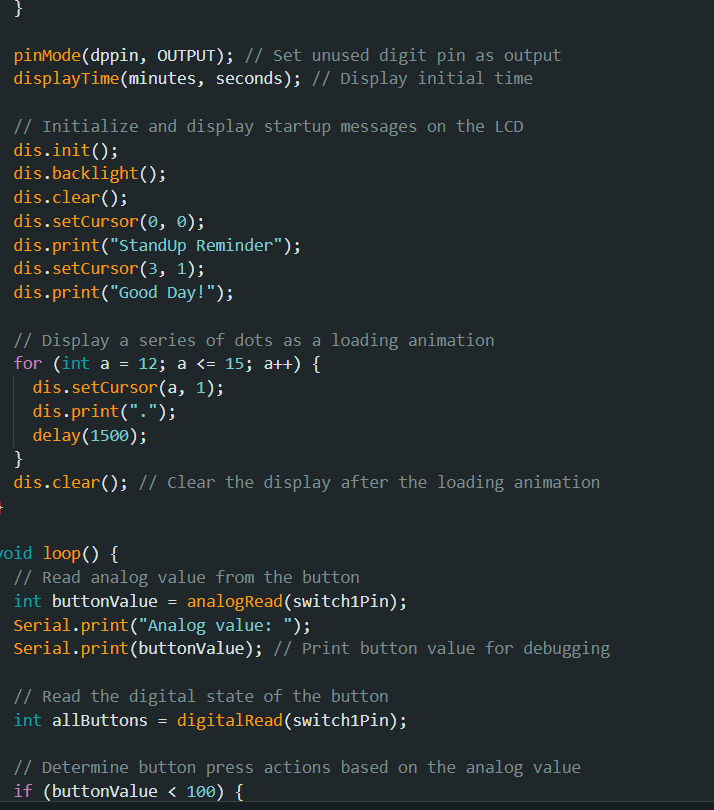 }
pinMode(dppin, OUTPUT); // Set unused digit pin as output
displayTime(minutes, seconds); // Display initial time
// Initialize and display startup messages on the LCD
dis.init();
dis.backlight();
dis.clear();
dis.setCursor(0, 0);
dis.print("StandUp Reminder");
dis.setCursor(3, 1);
dis.print("Good Day!");
// Display a series of dots as a loading animation
for (int a = 12; a <= 15; a++) {
dis.setCursor(a, 1);
dis.print(".");
delay(1500);
}
dis.clear(); // Clear the display after the loading animation
}
void loop() {
// Read analog value from the button
int buttonValue = analogRead(switch1Pin);
Serial.print("Analog value: ");
Serial.print(buttonValue); // Print button value for debugging
// Read the digital state of the button
int allButtons = digitalRead(switch1Pin);
// Determine button press actions based on the analog value
if (buttonValue < 100) {